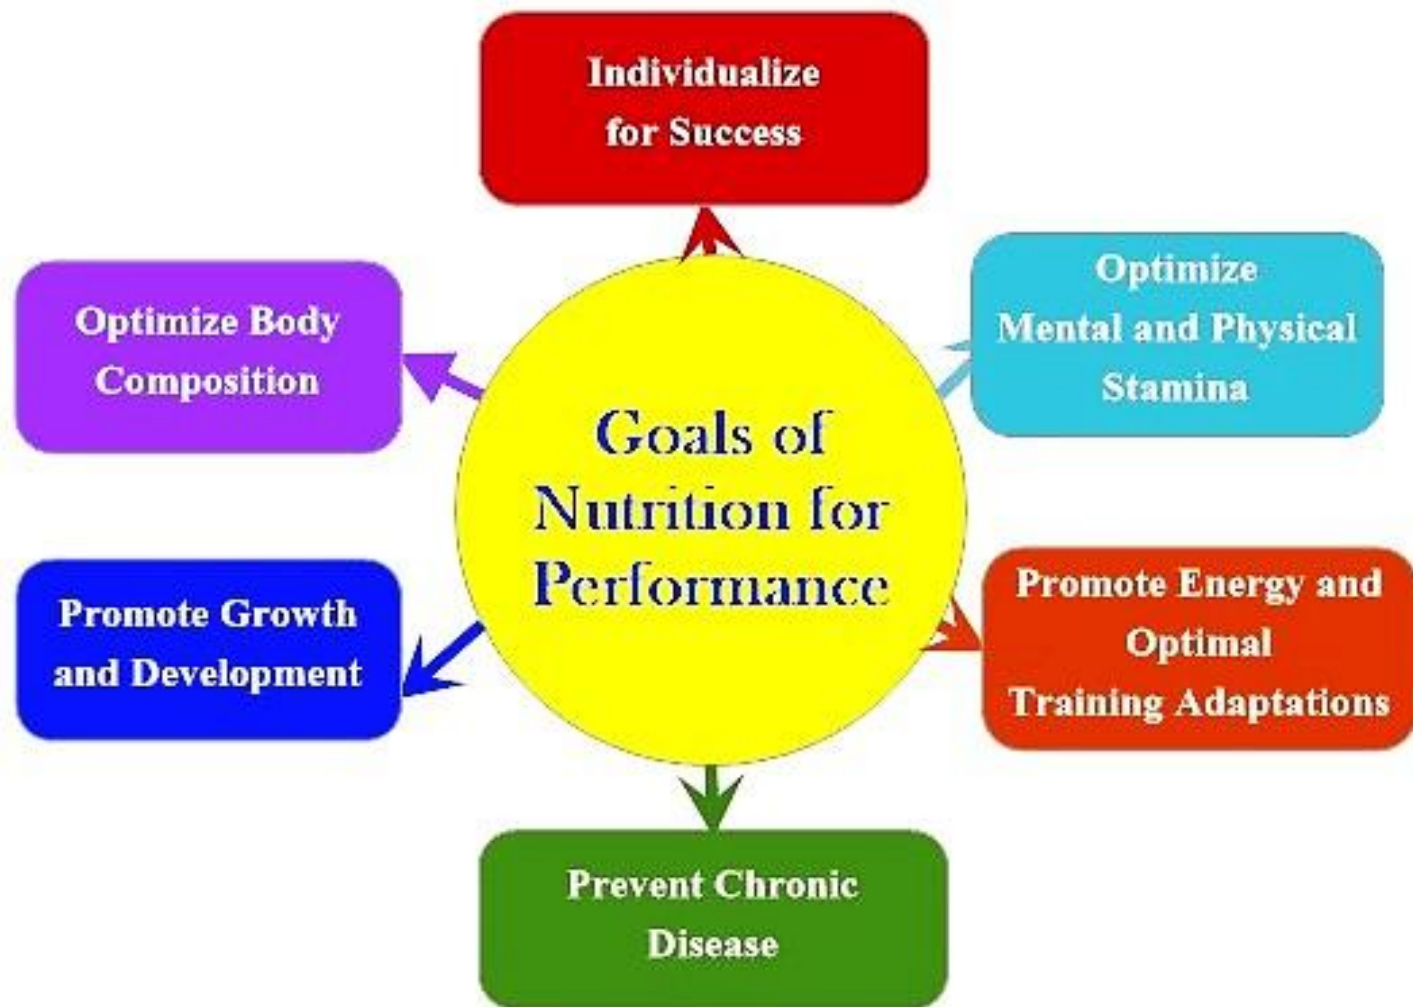 Individualize
for Success
Optimize
Mental and Physical
Stamina
Optimize Body
Composition
Goals of
Nutrition for
Performance
Promote Energy and
Optimal
Training Adaptations
Promote Growth
and Development
Prevent Chronic
Disease